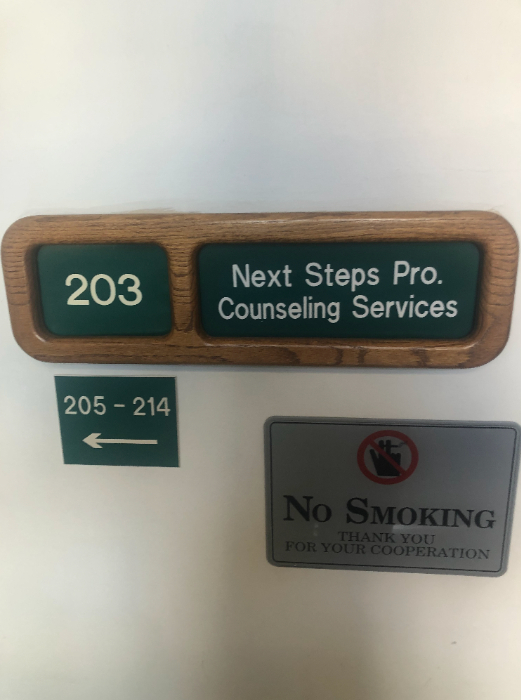 203
Next Steps Pro.
Counseling Services
205 - 214
No Smoking
THANK YOU
FOR YOUR COOPERATION